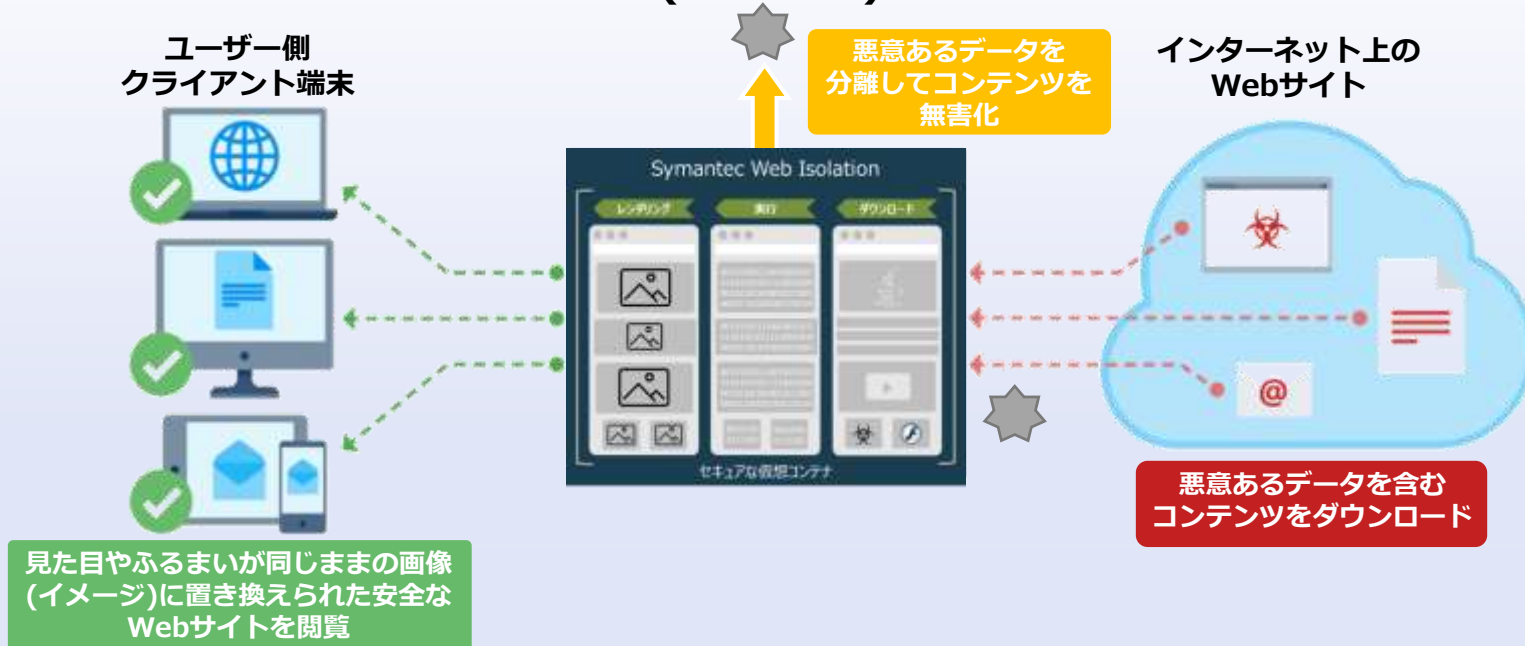 ユーザー側
クライアント端末
悪意あるデータを
分離してコンテンツを
無害化
インターネット上の
Webサイト
Symantec Web Isolation
レンダリング
実行
ダウンロード
@
セキュアな仮想コンテナ
悪意あるデータを含む
コンテンツをダウンロード
見た目やふるまいが同じままの画像
(イメージ)に置き換えられた安全な
Webサイトを閲覧